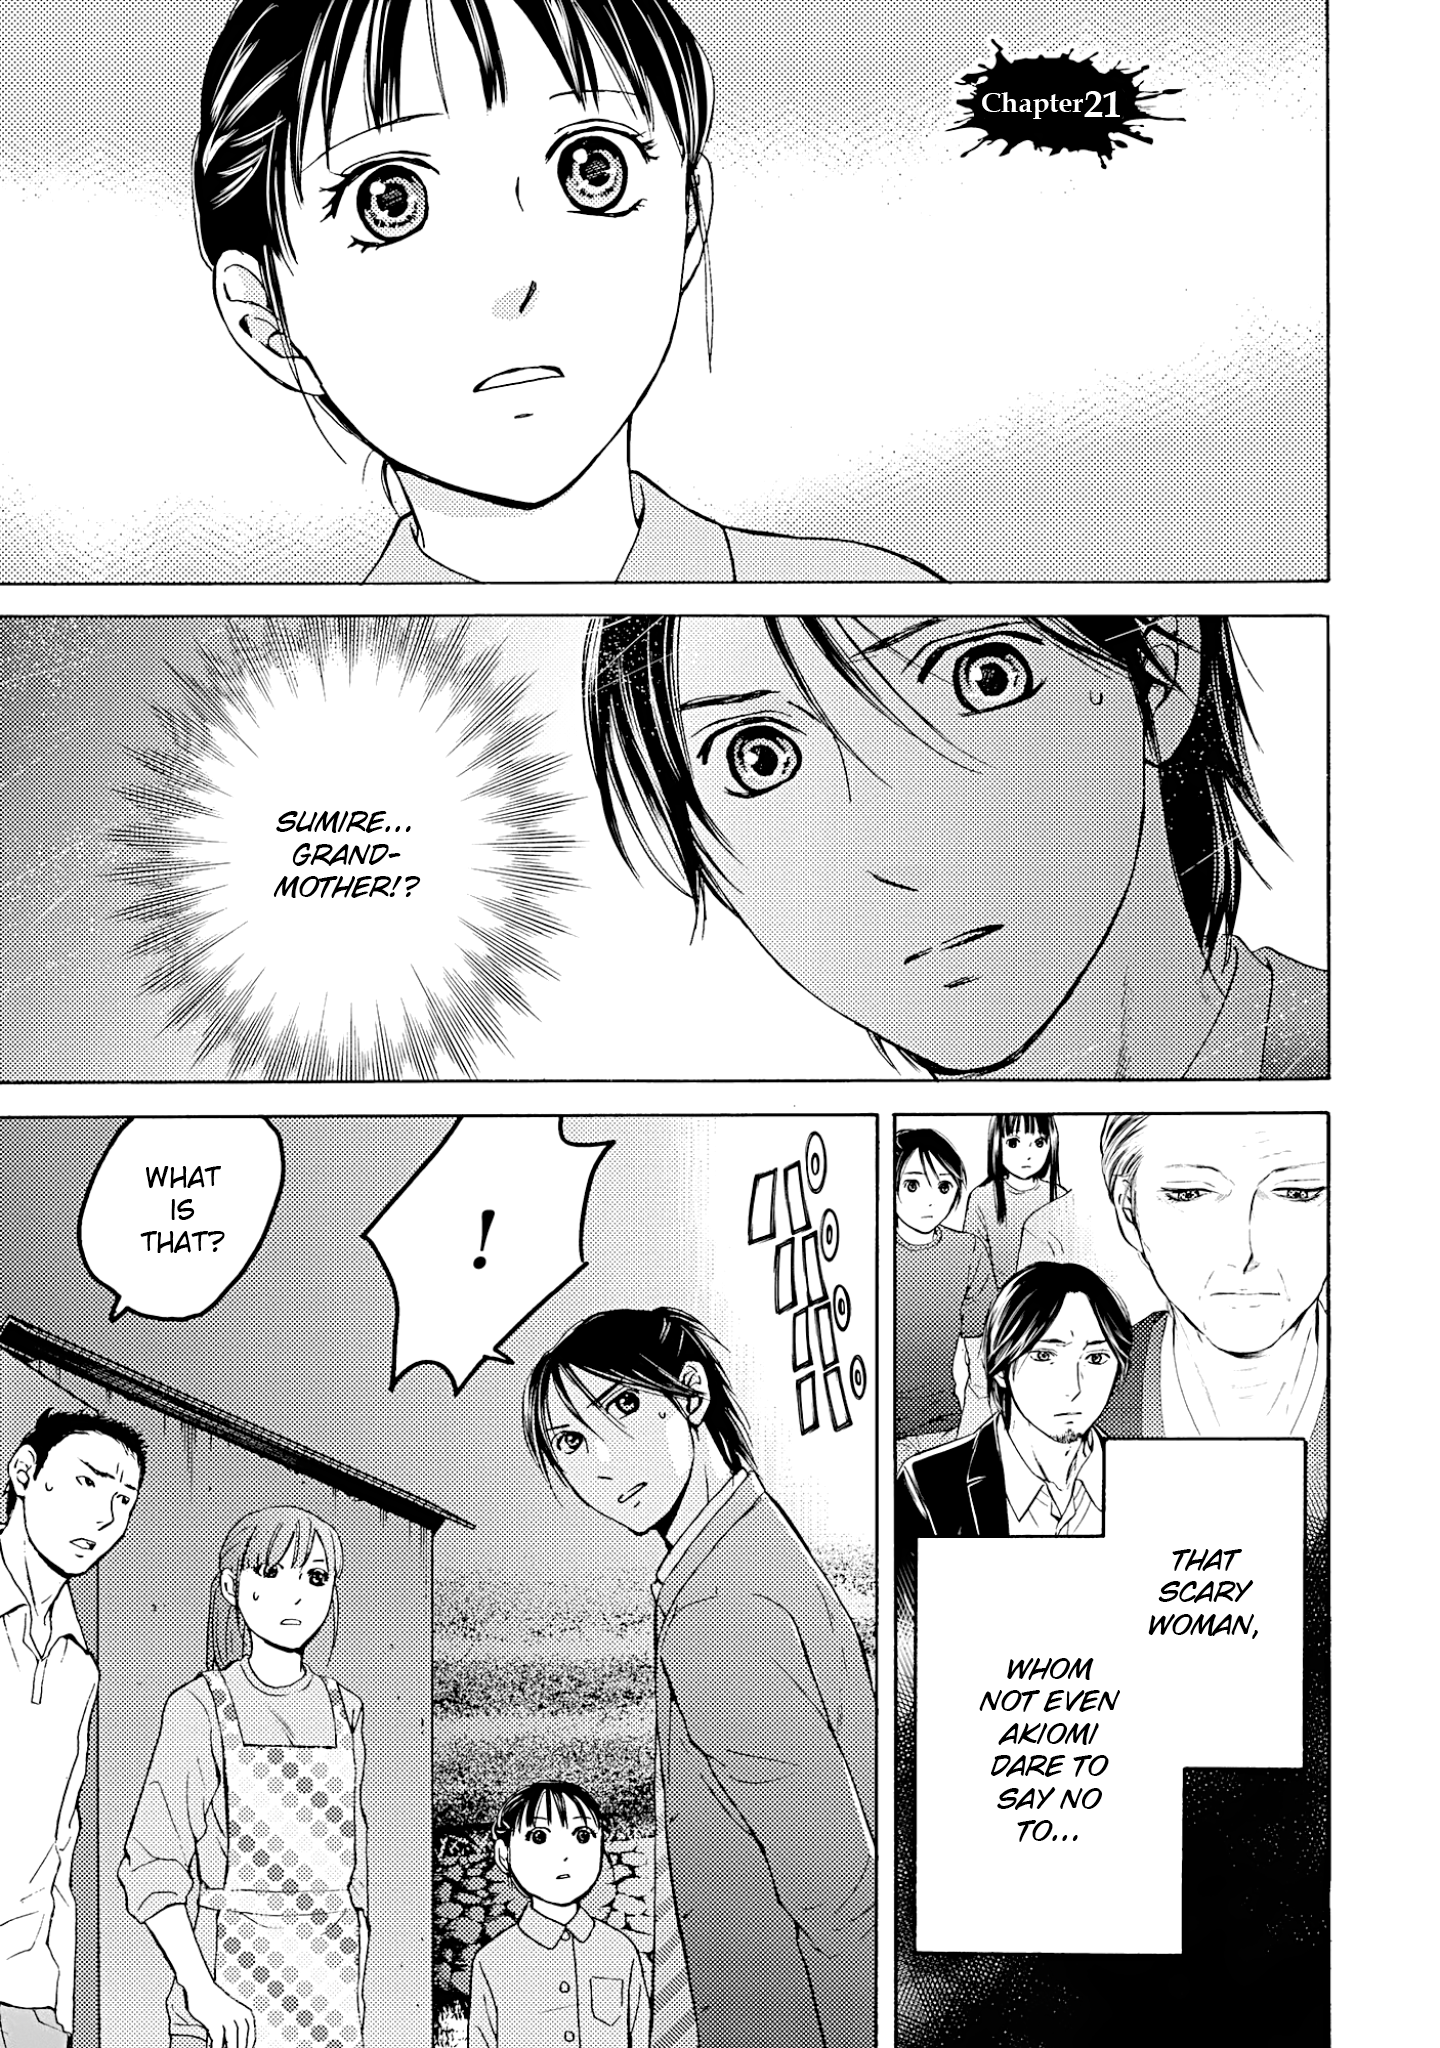 Chapter21
SUMIRE...
GRAND-
MOTHER!?
THAT
SCARY
WOMAN,
WHOM
NOT EVEN
AKIOMI
DARE TO
SAY NO
TO...
!
WHAT
IS
THAT?